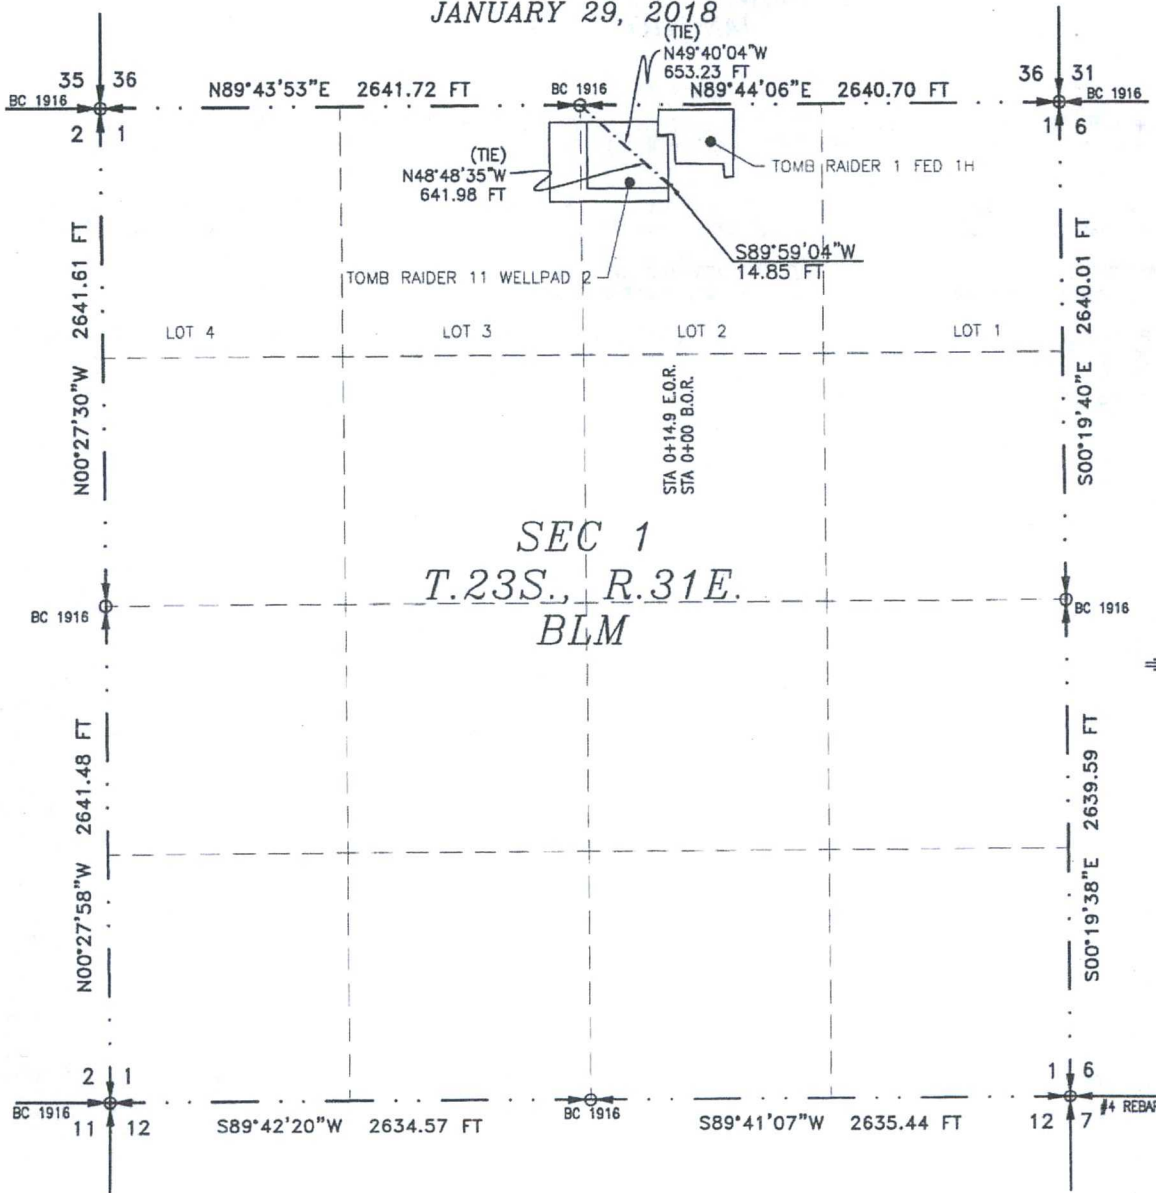 JANUARY 29, 2018
(TIE)
N49°40'04"W
653.23 FT
35 36
BC 1916
2 1
N89°43'53"E 2641.72 FT
BC 1916
N89°44'06"E 2640.70 FT
36 31
BC 1916
1 6
(TIE)
N48°48'35"W
641.98 FT
TOMB RAIDER 1 FED 1H
S89°59'04"W
14.85 FT
TOMB RAIDER 11 WELLPAD 2
N00°27'30"W 2641.61 FT
S00°19'40"E 2640.01 FT
LOT 4
LOT 3
LOT 2
LOT 1
STA 0+14.9 E.O.R.
STA 0+00 B.O.R.
SEC 1
T.23S., R.31E.
BLM
BC 1916
BC 1916
N00°27'58"W 2641.48 FT
S00°19'38"E 2639.59 FT
2 1
BC 1916
11 12
S89°42'20"W 2634.57 FT
BC 1916
S89°41'07"W 2635.44 FT
1 6
12 7
#4 REBAR